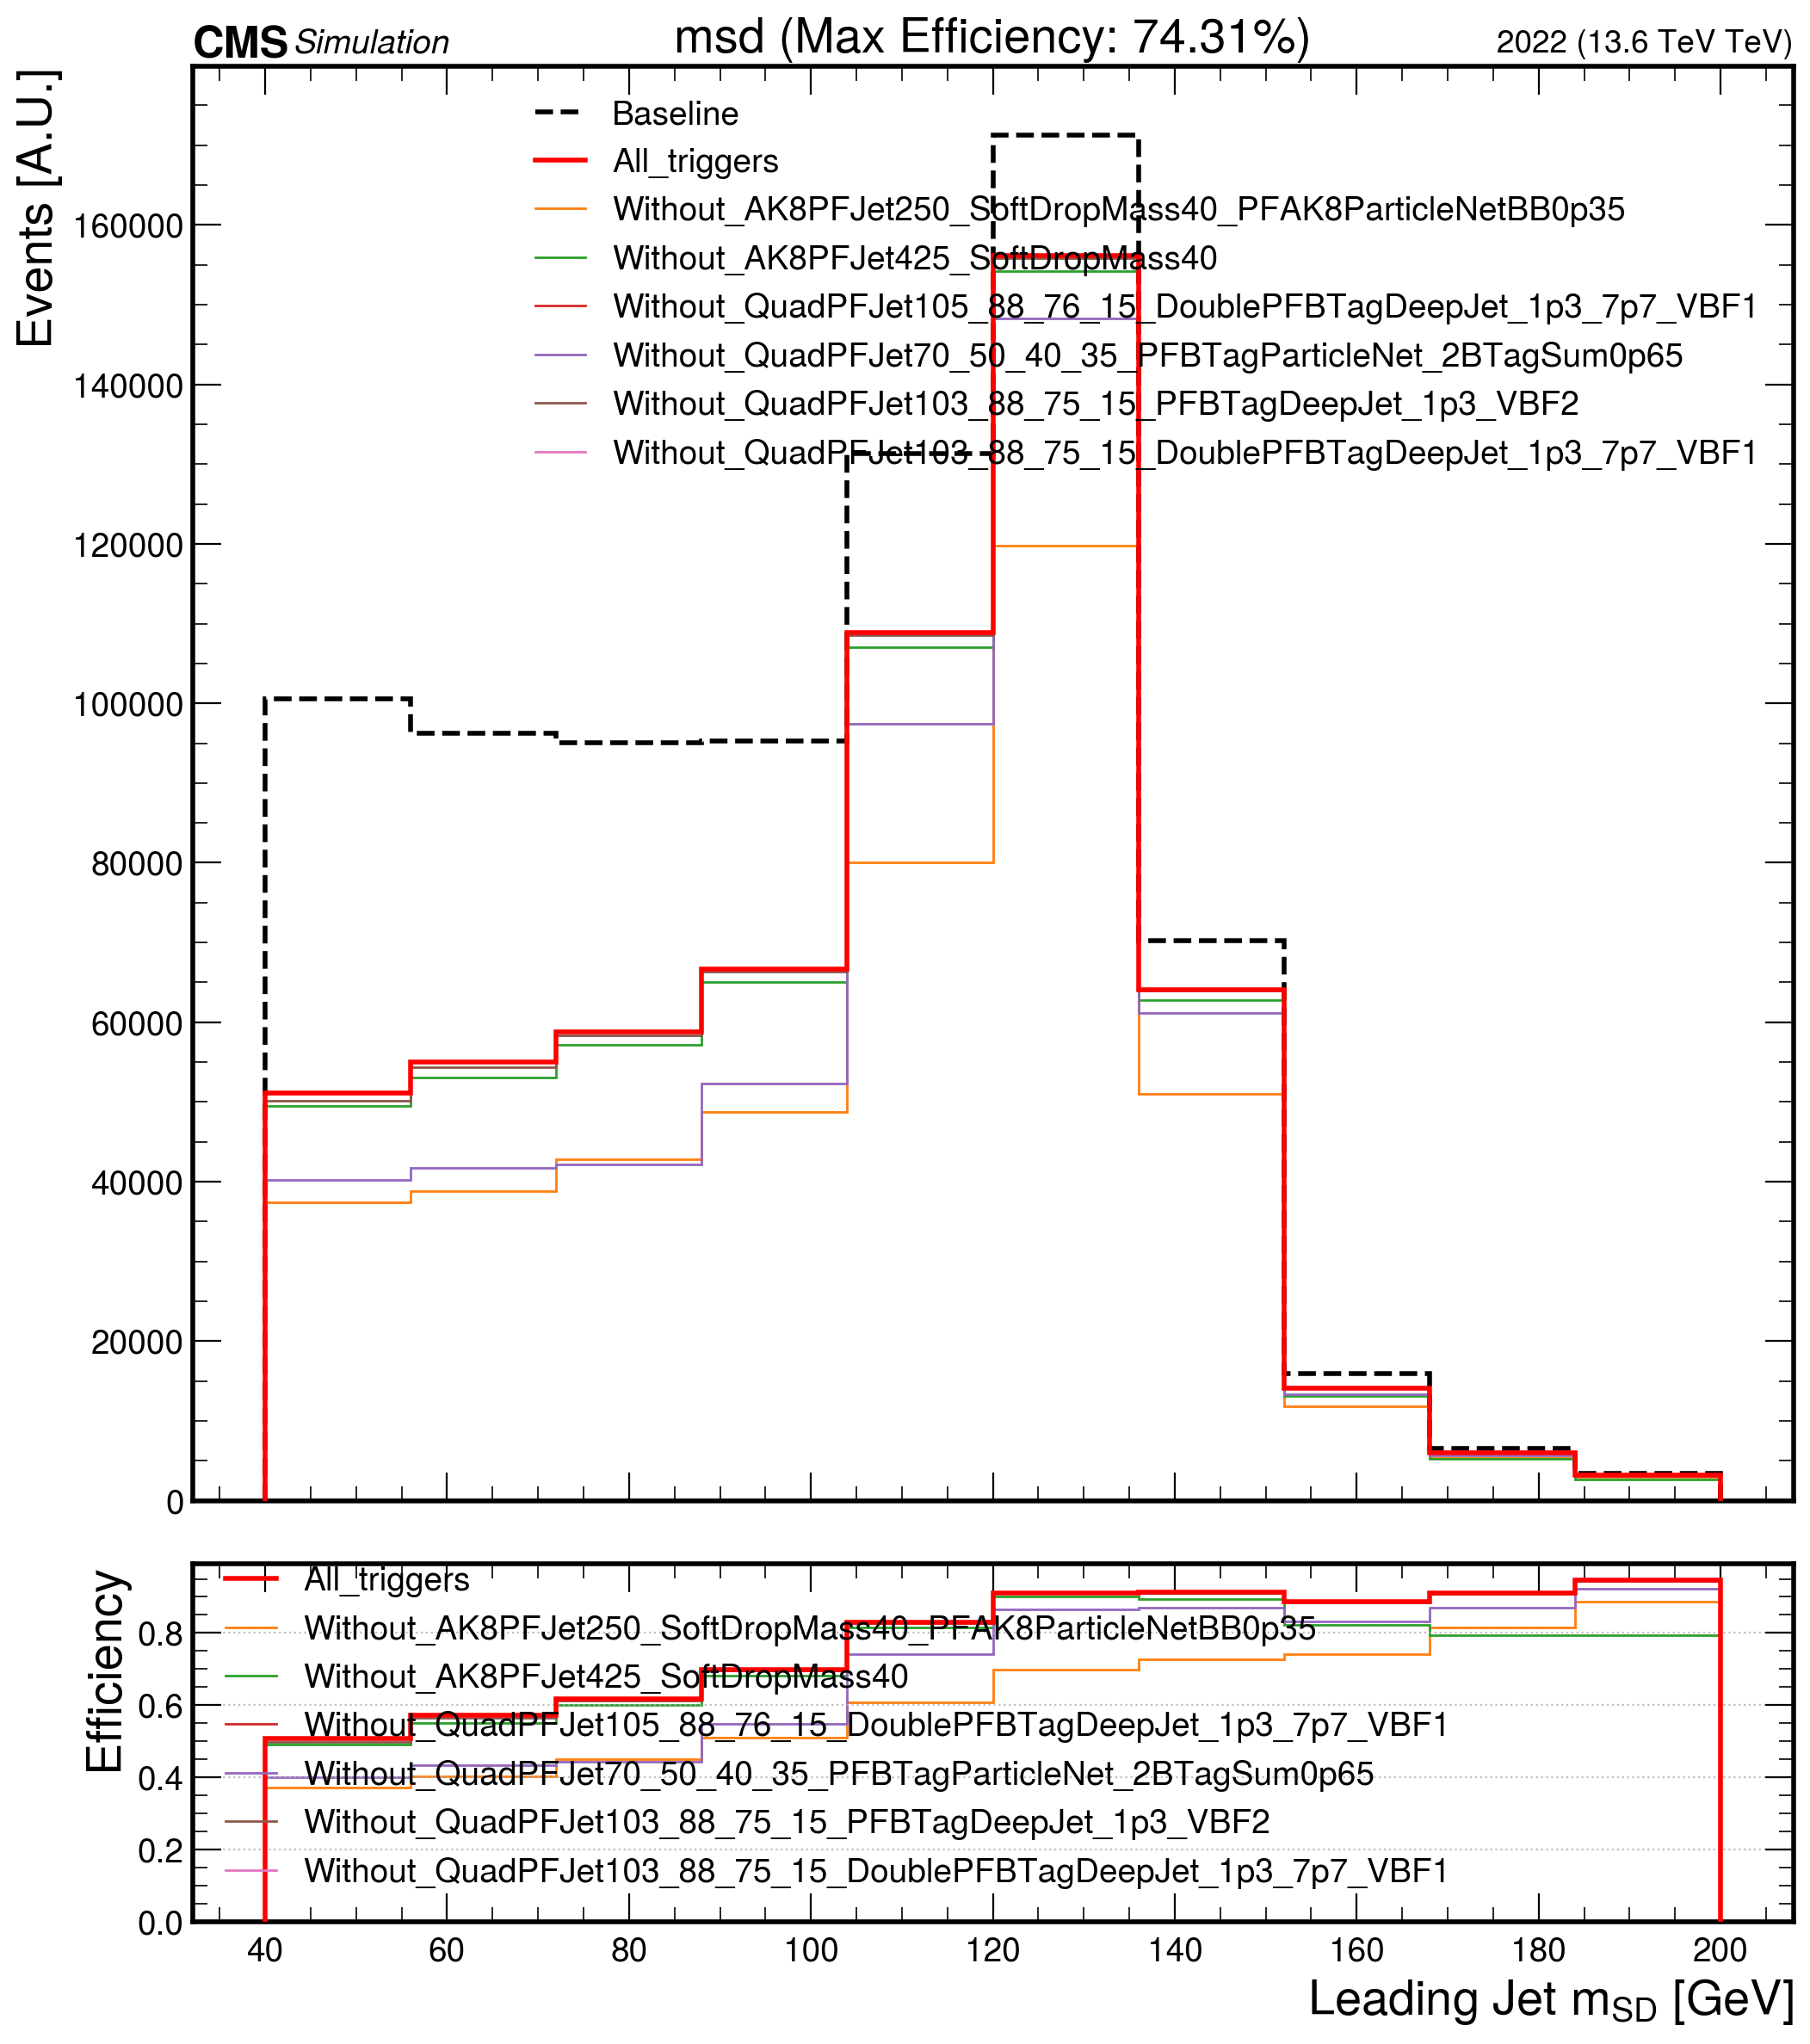 CMS Simulation msd (Max Efficiency: 74.31%) 2022 (13.6 TeV TeV)
Events [A.U.]
Baseline
All_triggers
Without_AK8PFJet250_SoftDropMass40_PFAK8ParticleNetBB0p35
Without_AK8PFJet425_SoftDropMass40
Without_QuadPFJet105_88_76_15_DoublePFBTagDeepJet_1p3_7p7_VBF1
Without_QuadPFJet70_50_40_35_PFBTagParticleNet_2BTagSum0p65
Without_QuadPFJet103_88_75_15_PFBTagDeepJet_1p3_VBF2
Without_QuadPFJet103_88_75_15_DoublePFBTagDeepJet_1p3_7p7_VBF1
160000
140000
120000
100000
80000
60000
40000
20000
0
Efficiency
All_triggers
Without_AK8PFJet250_SoftDropMass40_PFAK8ParticleNetBB0p35
Without_AK8PFJet425_SoftDropMass40
Without_QuadPFJet105_88_76_15_DoublePFBTagDeepJet_1p3_7p7_VBF1
Without_QuadPFJet70_50_40_35_PFBTagParticleNet_2BTagSum0p65
Without_QuadPFJet103_88_75_15_PFBTagDeepJet_1p3_VBF2
Without_QuadPFJet103_88_75_15_DoublePFBTagDeepJet_1p3_7p7_VBF1
0.8
0.6
0.4
0.2
0.0
40 60 80 100 120 140 160 180 200
Leading Jet mSD [GeV]